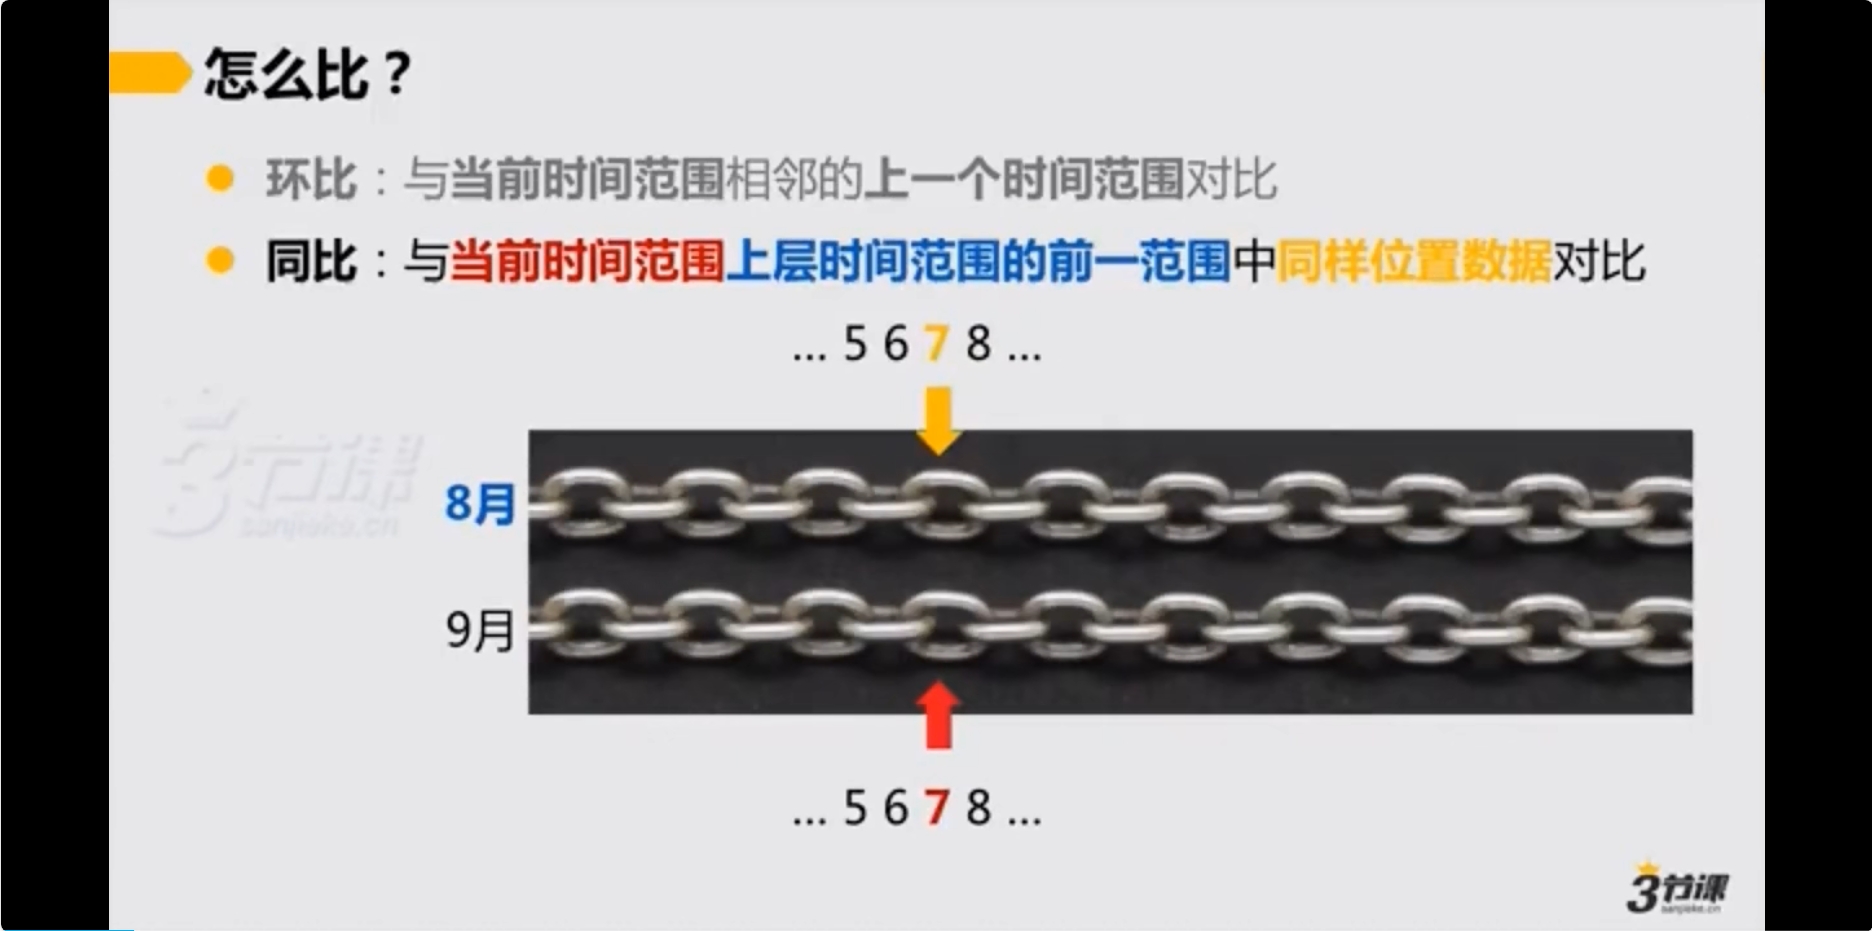 怎么比？
环比：与当前时间范围相邻的上一个时间范围对比
同比：与当前时间范围上层时间范围的前一范围中同样位置数据对比
... 5 6 7 8 ...
3节课
sanjieke.cn
8月
9月
... 5 6 7 8 ...
3节课
sanjieke.cn